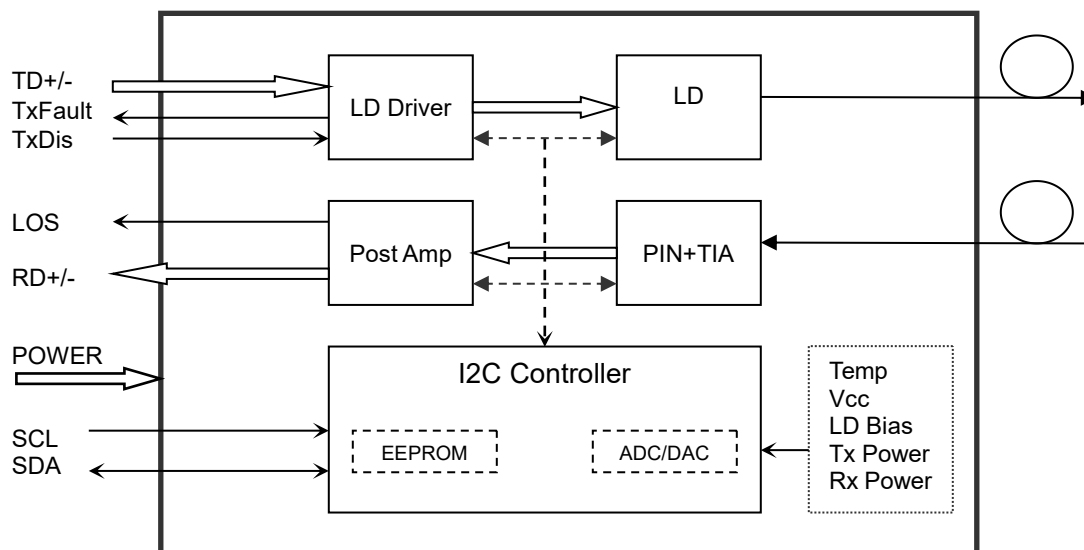 TD+/-
TxFault
TxDis
LD Driver
LD
LOS
RD+/-
Post Amp
PIN+TIA
POWER
SCL
SDA
I2C Controller
EEPROM
ADC/DAC
Temp
Vcc
LD Bias
Tx Power
Rx Power